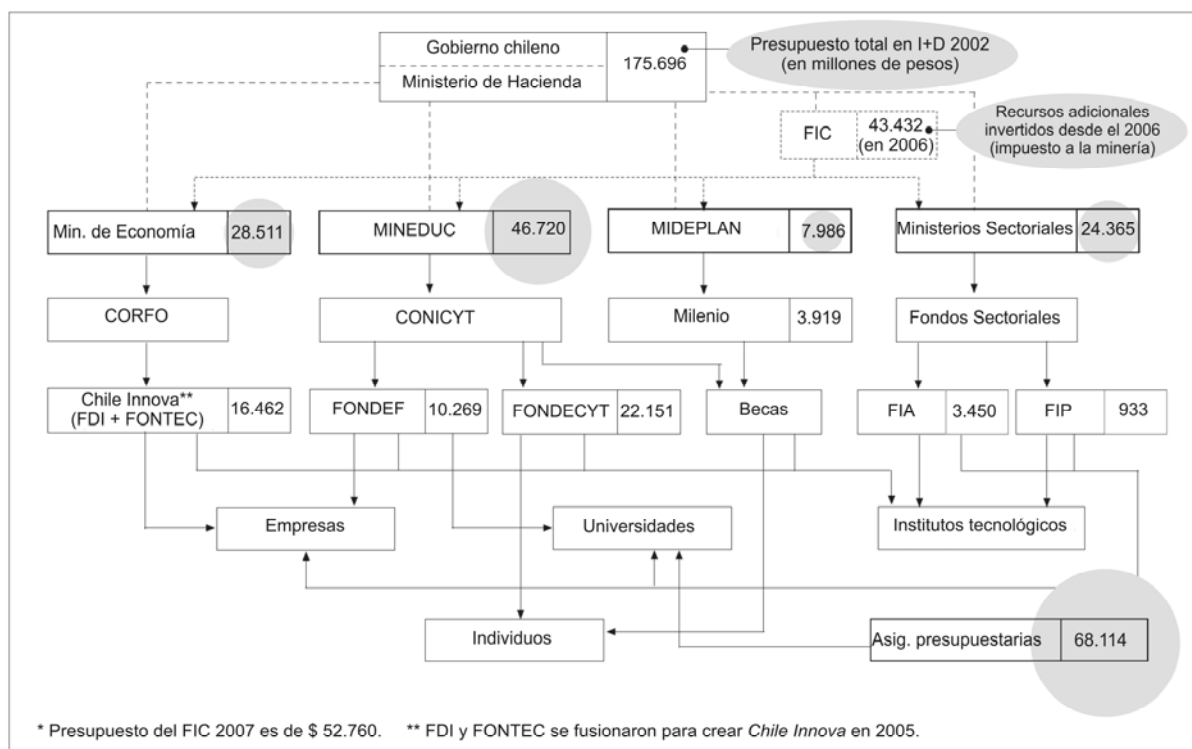 Gobierno chileno
Ministerio de Hacienda
175.696
Presupuesto total en I+D 2002
(en millones de pesos)
FIC
43.432
(en 2006)
Recursos adicionales
invertidos desde el 2006
(impuesto a la minería)
Min. de Economía
28.511
MINEDUC
46.720
MIDEPLAN
7.986
Ministerios Sectoriales
24.365
CORFO
CONICYT
Milenio
3.919
Fondos Sectoriales
Chile Innova**
(FDI + FONTEC)
16.462
FONDEF
10.269
FONDECYT
22.151
Becas
FIA
3.450
FIP
933
Empresas
Universidades
Institutos tecnológicos
Individuos
Asig. presupuestarias
68.114
* Presupuesto del FIC 2007 es de $ 52.760. ** FDI y FONTEC se fusionaron para crear Chile Innova en 2005.